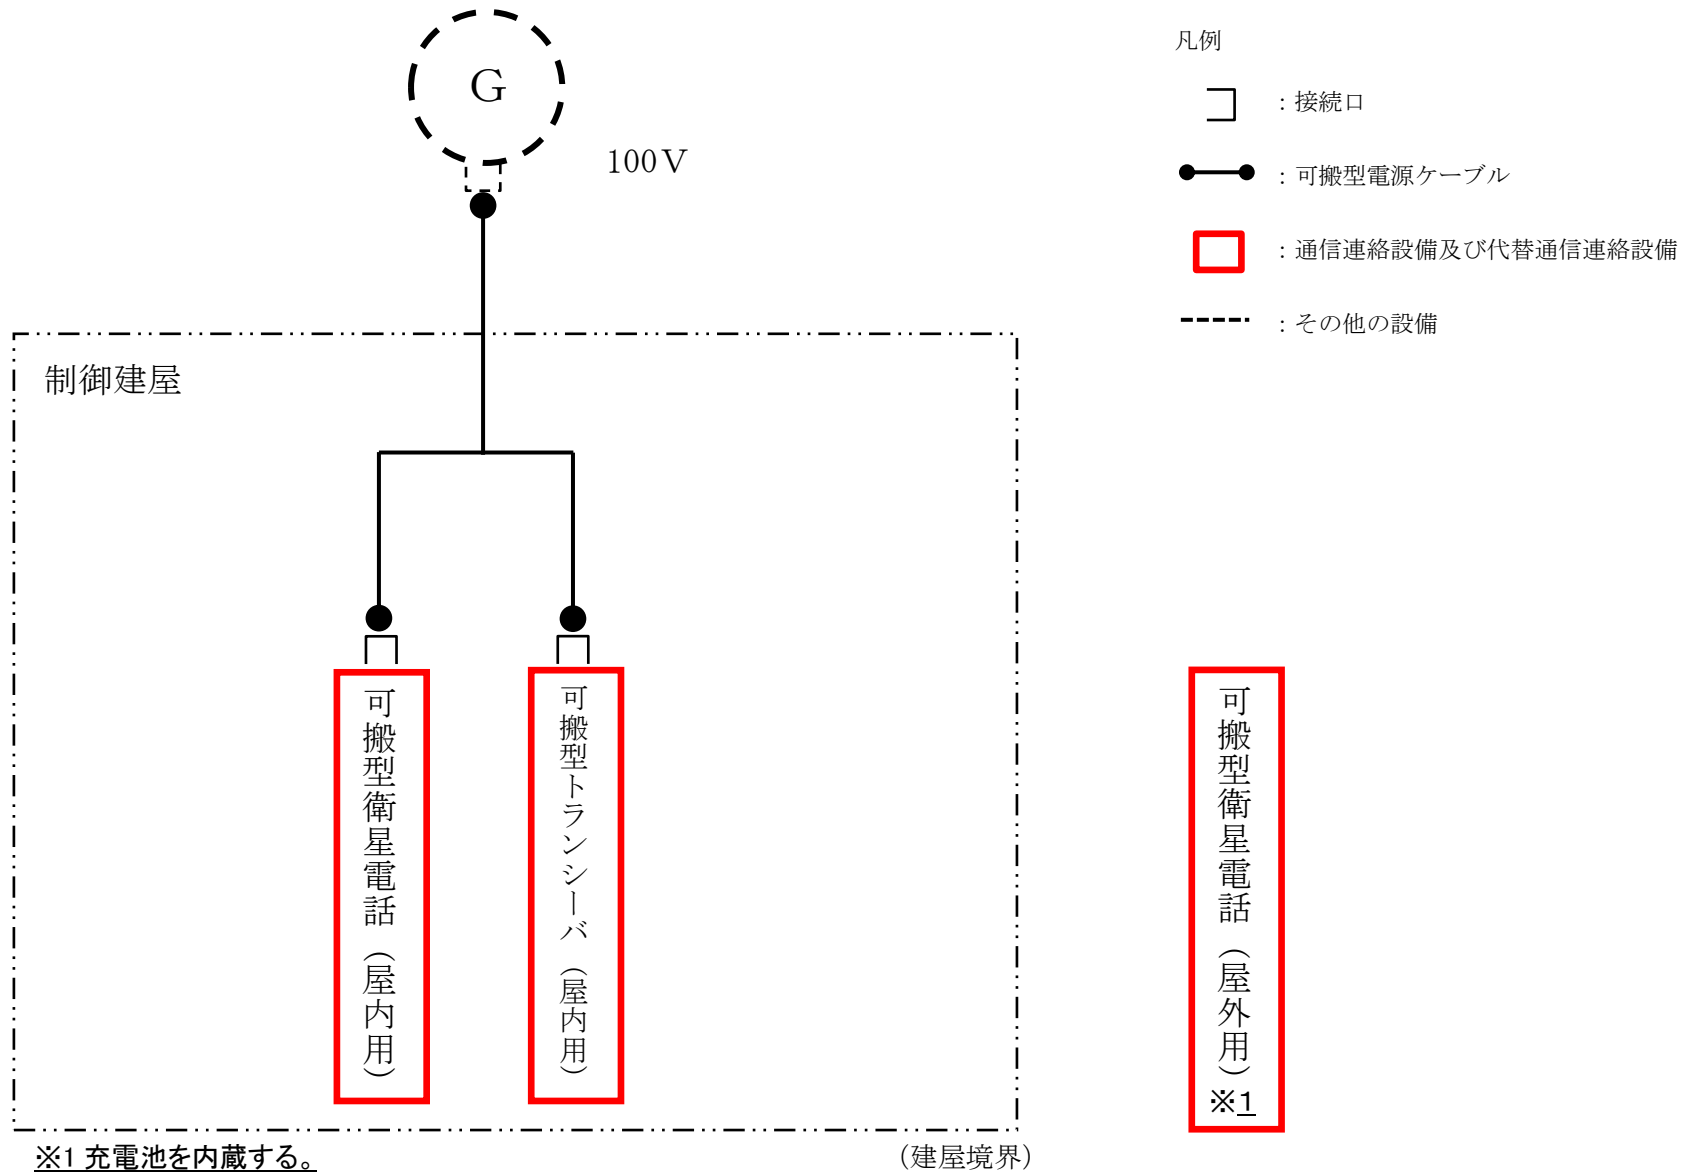 G
100V
凡例
：接続口
：可搬型電源ケーブル
：通信連絡設備及び代替通信連絡設備
：その他の設備
制御建屋
可搬型衛星電話（屋内用）
可搬型トランシーバ（屋内用）
可搬型衛星電話（屋外用）※1
※1 充電池を内蔵する。
（建屋境界）